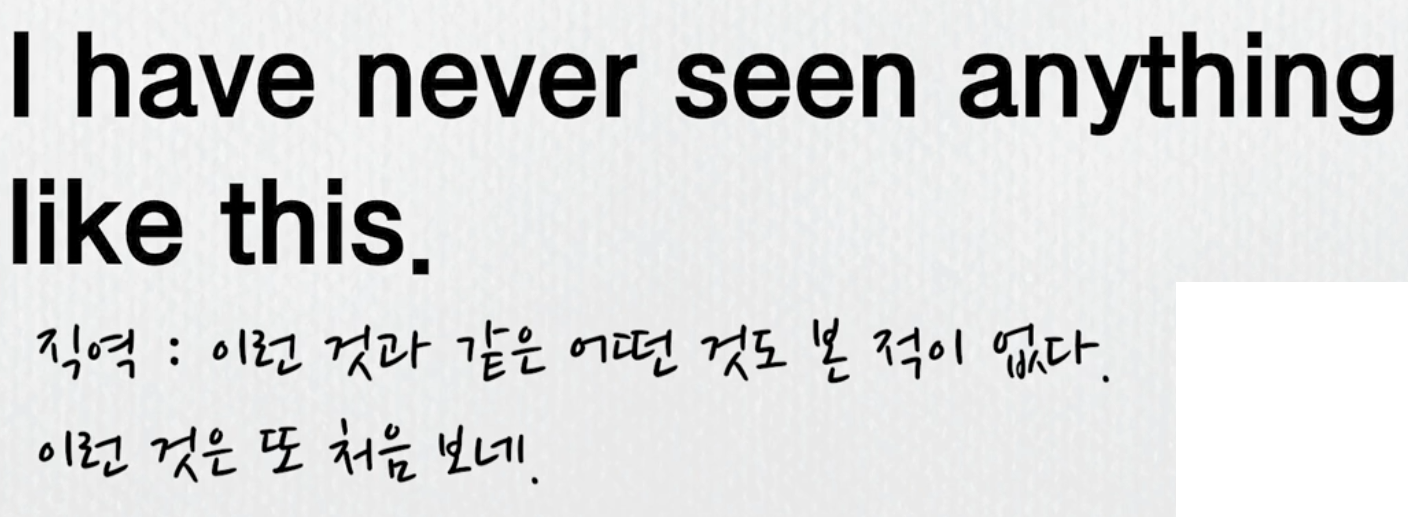 I have never seen anything
like this.
직역 : 이런 것과 같은 어떤 것도 본 적이 없다.
이런 것은 또 처음 보네.